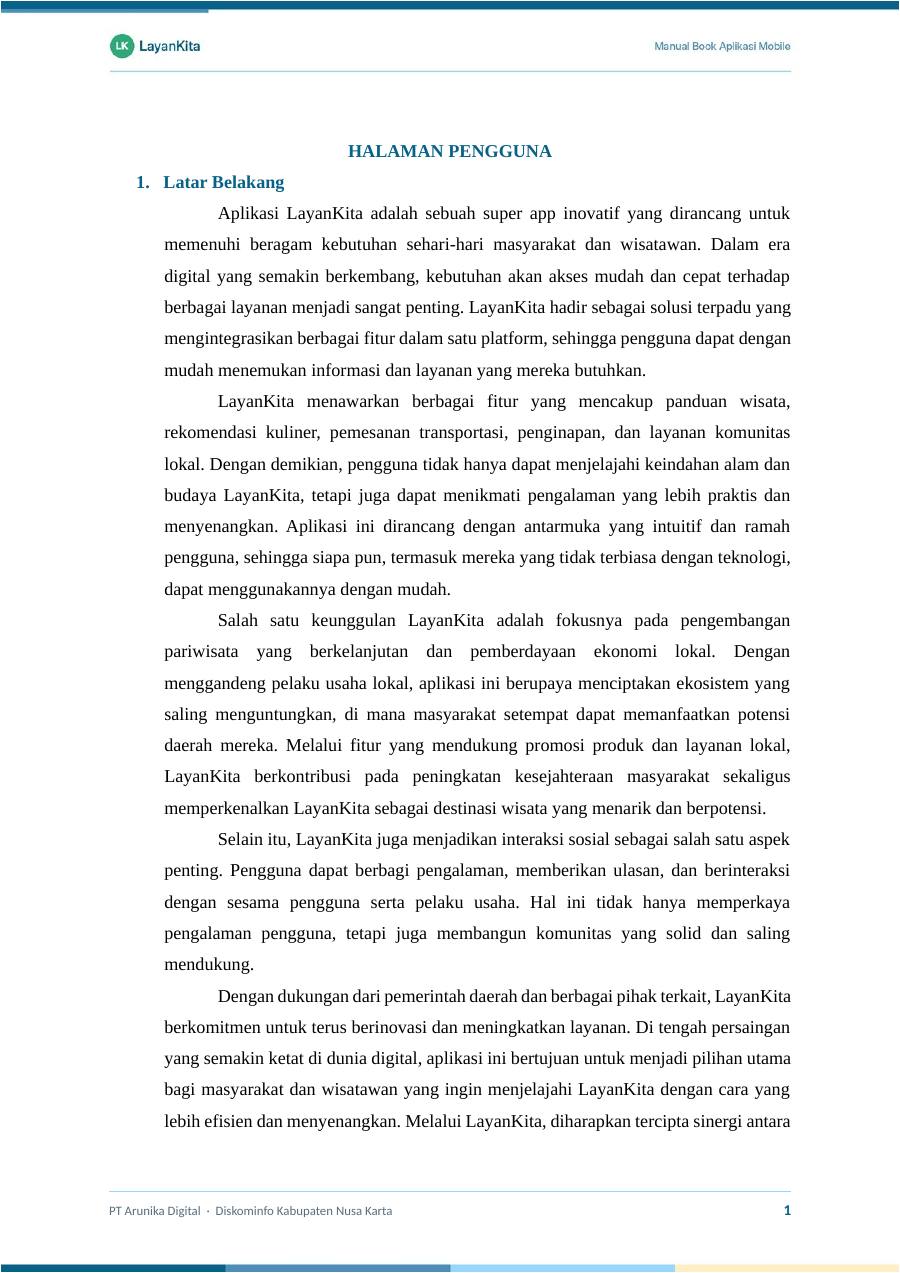 LK LayanKita
Manual Book Aplikasi Mobile
HALAMAN PENGGUNA
1. Latar Belakang
Aplikasi LayanKita adalah sebuah super app inovatif yang dirancang untuk
memenuhi beragam kebutuhan sehari-hari masyarakat dan wisatawan. Dalam era
digital yang semakin berkembang, kebutuhan akan akses mudah dan cepat terhadap
berbagai layanan menjadi sangat penting. LayanKita hadir sebagai solusi terpadu yang
mengintegrasikan berbagai fitur dalam satu platform, sehingga pengguna dapat dengan
mudah menemukan informasi dan layanan yang mereka butuhkan.
LayanKita menawarkan berbagai fitur yang mencakup panduan wisata,
rekomendasi kuliner, pemesanan transportasi, penginapan, dan layanan komunitas
lokal. Dengan demikian, pengguna tidak hanya dapat menjelajahi keindahan alam dan
budaya LayanKita, tetapi juga dapat menikmati pengalaman yang lebih praktis dan
menyenangkan. Aplikasi ini dirancang dengan antarmuka yang intuitif dan ramah
pengguna, sehingga siapa pun, termasuk mereka yang tidak terbiasa dengan teknologi,
dapat menggunakannya dengan mudah.
Salah satu keunggulan LayanKita adalah fokusnya pada pengembangan
pariwisata yang berkelanjutan dan pemberdayaan ekonomi lokal. Dengan
menggandeng pelaku usaha lokal, aplikasi ini berupaya menciptakan ekosistem yang
saling menguntungkan, di mana masyarakat setempat dapat memanfaatkan potensi
daerah mereka. Melalui fitur yang mendukung promosi produk dan layanan lokal,
LayanKita berkontribusi pada peningkatan kesejahteraan masyarakat sekaligus
memperkenalkan LayanKita sebagai destinasi wisata yang menarik dan berpotensi.
Selain itu, LayanKita juga menjadikan interaksi sosial sebagai salah satu aspek
penting. Pengguna dapat berbagi pengalaman, memberikan ulasan, dan berinteraksi
dengan sesama pengguna serta pelaku usaha. Hal ini tidak hanya memperkaya
pengalaman pengguna, tetapi juga membangun komunitas yang solid dan saling
mendukung.
Dengan dukungan dari pemerintah daerah dan berbagai pihak terkait, LayanKita
berkomitmen untuk terus berinovasi dan meningkatkan layanan. Di tengah persaingan
yang semakin ketat di dunia digital, aplikasi ini bertujuan untuk menjadi pilihan utama
bagi masyarakat dan wisatawan yang ingin menjelajahi LayanKita dengan cara yang
lebih efisien dan menyenangkan. Melalui LayanKita, diharapkan tercipta sinergi antara
PT Arunika Digital · Diskominfo Kabupaten Nusa Karta
1